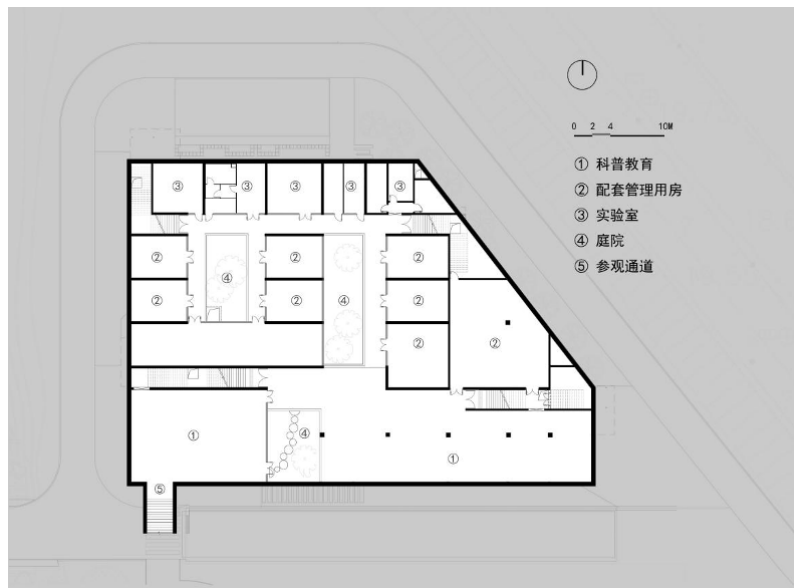 0 2 4 10M
① 科普教育
② 配套管理用房
③ 实验室
④ 庭院
⑤ 参观通道
③ ③ ③ ③ ③
② ② ②
④
② ② ④ ②
② ②
① ④ ①
⑤